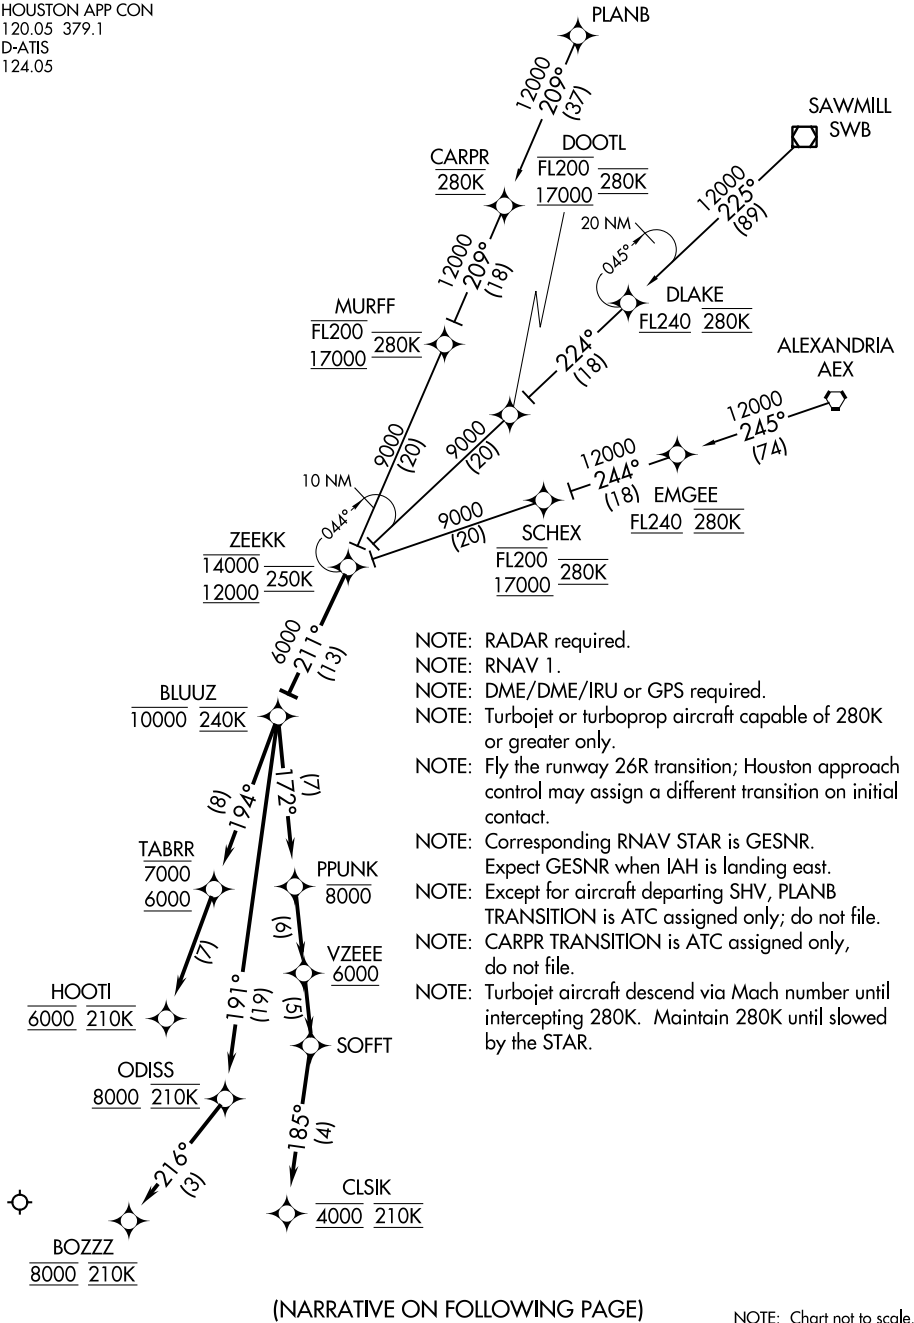 HOUSTON APP CON
120.05 379.1
D-ATIS
124.05
PLANB
12000
209°
(37)
SAWMILL
SWB
DOOTL
FL200
17000
280K
CARPR
280K
12000
225°
(89)
20 NM
045°
12000
209°
(18)
DLAKE
FL240 280K
MURFF
FL200
17000
280K
224°
(18)
ALEXANDRIA
AEX
12000
245°
(74)
9000
(20)
9000
(20)
12000
244°
(18)
EMGEE
FL240 280K
10 NM
044°
9000
(20)
SCHEX
FL200
17000
280K
ZEEKK
14000
12000
250K
6000
211°
(13)
NOTE: RADAR required.
NOTE: RNAV 1.
NOTE: DME/DME/IRU or GPS required.
NOTE: Turbojet or turboprop aircraft capable of 280K
or greater only.
NOTE: Fly the runway 26R transition; Houston approach
control may assign a different transition on initial
contact.
NOTE: Corresponding RNAV STAR is GESNR.
Expect GESNR when IAH is landing east.
NOTE: Except for aircraft departing SHV, PLANB
TRANSITION is ATC assigned only; do not file.
NOTE: CARPR TRANSITION is ATC assigned only,
do not file.
NOTE: Turbojet aircraft descend via Mach number until
intercepting 280K. Maintain 280K until slowed
by the STAR.
BLUUZ
10000 240K
(8)
194°
172°
(7)
TABRR
7000
6000
PPUNK
8000
(7)
(6)
VZEEE
6000
HOOTI
6000 210K
191°
(19)
(5)
SOFFT
ODISS
8000 210K
185°
(4)
216°
(3)
CLSIK
4000 210K
BOZZZ
8000 210K
(NARRATIVE ON FOLLOWING PAGE)
NOTE: Chart not to scale.